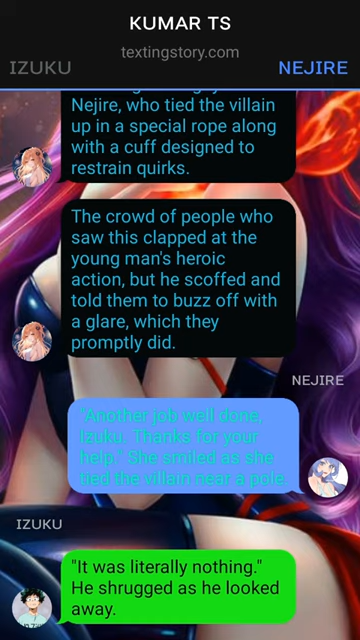 KUMAR TS
textingstory.com
IZUKU
NEJIRE
Nejire, who tied the villain
up in a special rope along
with a cuff designed to
restrain quirks.
The crowd of people who
saw this clapped at the
young man's heroic
action, but he scoffed and
told them to buzz off with
a glare, which they
promptly did.
NEJIRE
"Another job well done,
Izuku. Thanks for your
help." She smiled as she
tied the villain near a pole.
IZUKU
"It was literally nothing."
He shrugged as he looked
away.